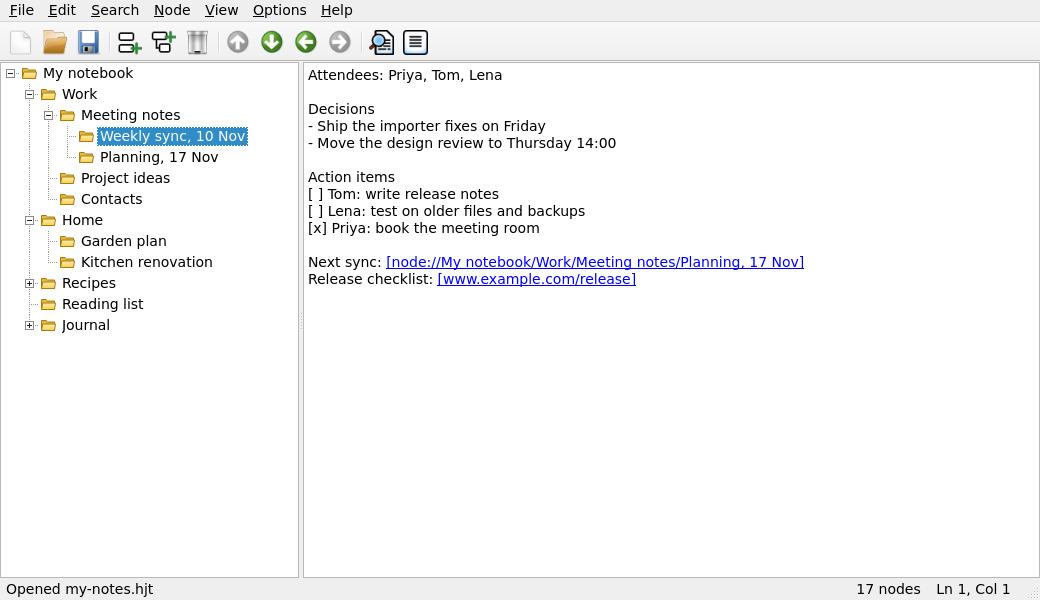 File Edit Search Node View Options Help
My notebook
Work
Meeting notes
Weekly sync, 10 Nov
Planning, 17 Nov
Project ideas
Contacts
Home
Garden plan
Kitchen renovation
Recipes
Reading list
Journal
Attendees: Priya, Tom, Lena
Decisions
- Ship the importer fixes on Friday
- Move the design review to Thursday 14:00
Action items
[ ] Tom: write release notes
[ ] Lena: test on older files and backups
[x] Priya: book the meeting room
Next sync: [node://My notebook/Work/Meeting notes/Planning, 17 Nov]
Release checklist: [www.example.com/release]
Opened my-notes.hjt 17 nodes Ln 1, Col 1